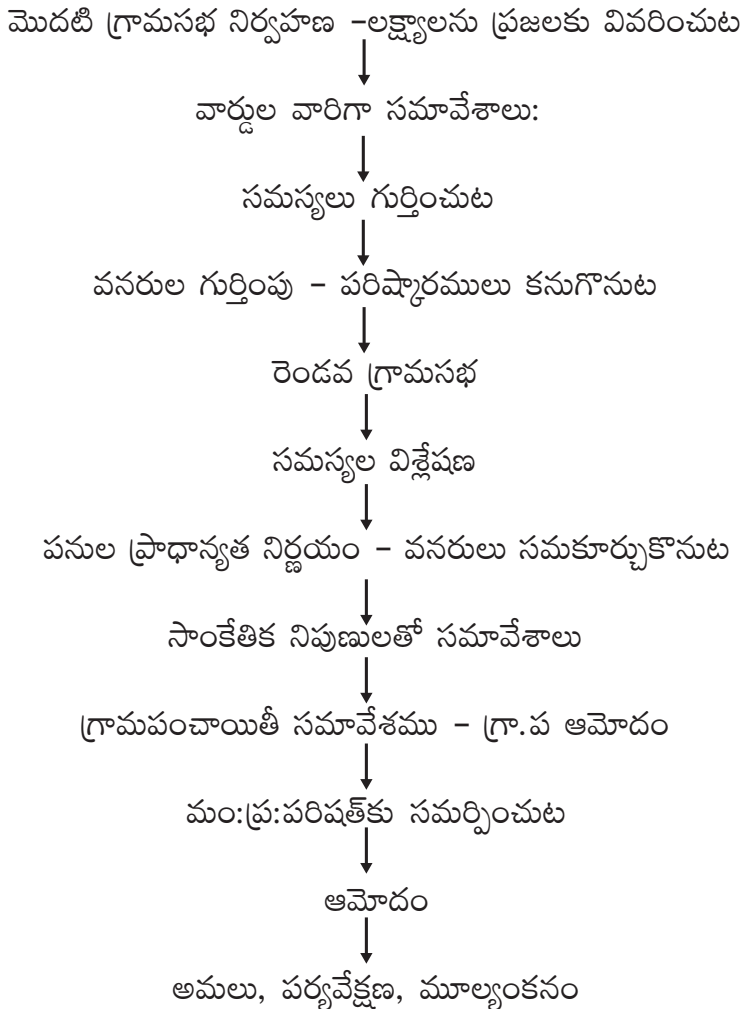 మొదటి గ్రామసభ నిర్వహణ –లక్ష్యాలను ప్రజలకు వివరించుట
వార్డుల వారిగా సమావేశాలు:
సమస్యలు గుర్తించుట
వనరుల గుర్తింపు – పరిష్కారములు కనుగొనుట
రెండవ గ్రామసభ
సమస్యల విశ్లేషణ
పనుల ప్రాధాన్యత నిర్ణయం – వనరులు సమకూర్చుకొనుట
సాంకేతిక నిపుణులతో సమావేశాలు
గ్రామపంచాయితీ సమావేశము – గ్రా.ప ఆమోదం
మం:ప్ర:పరిషత్‌కు సమర్పించుట
ఆమోదం
అమలు, పర్యవేక్షణ, మూల్యంకనం